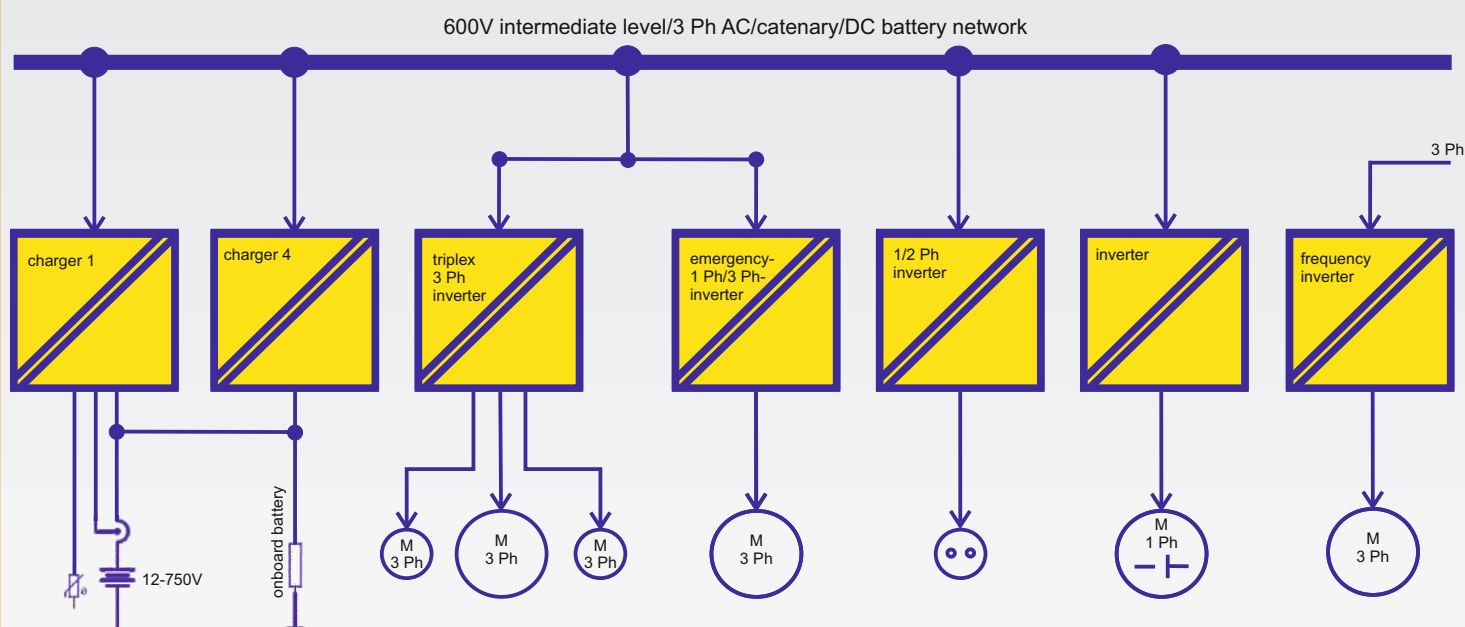 600V intermediate level/3 Ph AC/catenary/DC battery network
3 Ph
charger 1
charger 4
triplex
3 Ph
inverter
emergency-
1 Ph/3 Ph-
inverter
1/2 Ph
inverter
inverter
frequency
inverter
onboard battery
12-750V
M
3 Ph
M
3 Ph
M
3 Ph
M
3 Ph
M
1 Ph
M
3 Ph